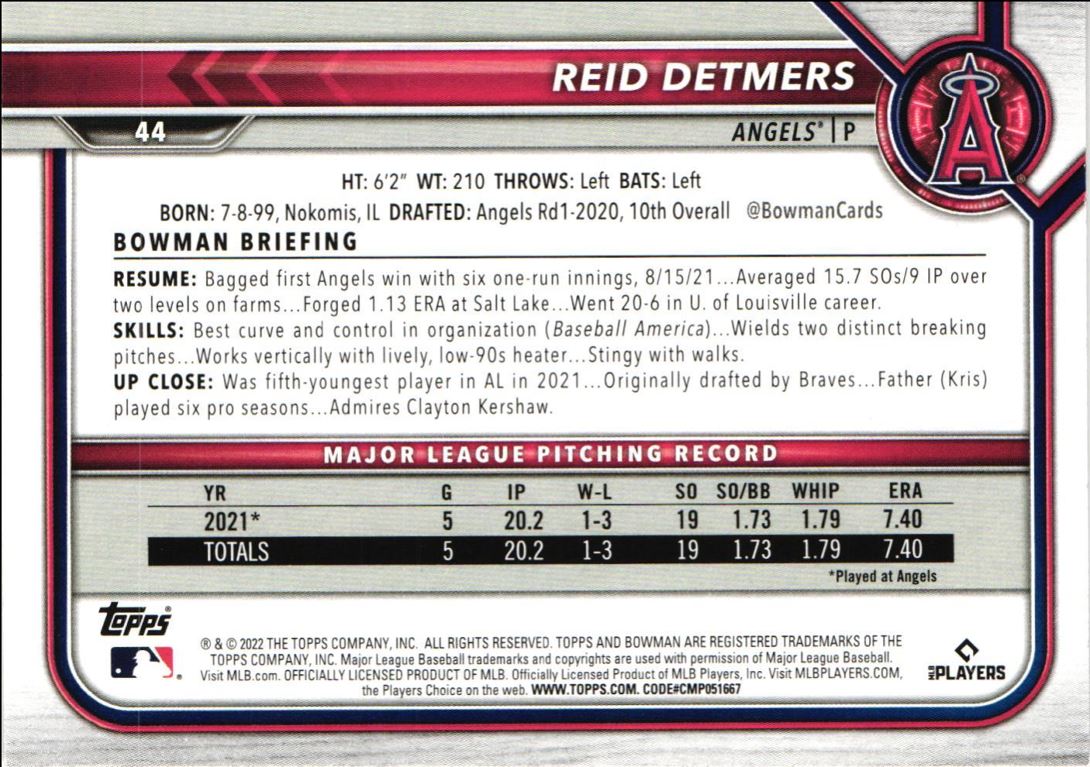 REID DETMERS
44
ANGELS® | P
A
HT: 6'2" WT: 210 THROWS: Left BATS: Left
BORN: 7-8-99, Nokomis, IL DRAFTED: Angels Rd1-2020, 10th Overall @BowmanCards
BOWMAN BRIEFING
RESUME: Bagged first Angels win with six one-run innings, 8/15/21...Averaged 15.7 SOs/9 IP over
two levels on farms...Forged 1.13 ERA at Salt Lake...Went 20-6 in U. of Louisville career.
SKILLS: Best curve and control in organization (Baseball America)...Wields two distinct breaking
pitches...Works vertically with lively, low-90s heater...Stingy with walks.
UP CLOSE: Was fifth-youngest player in AL in 2021...Originally drafted by Braves...Father (Kris)
played six pro seasons...Admires Clayton Kershaw.
MAJOR LEAGUE PITCHING RECORD
YR G IP W-L SO SO/BB WHIP ERA
2021* 5 20.2 1-3 19 1.73 1.79 7.40
TOTALS 5 20.2 1-3 19 1.73 1.79 7.40
*Played at Angels
Topps®
® & © 2022 THE TOPPS COMPANY, INC. ALL RIGHTS RESERVED. TOPPS AND BOWMAN ARE REGISTERED TRADEMARKS OF THE
TOPPS COMPANY, INC. Major League Baseball trademarks and copyrights are used with permission of Major League Baseball.
Visit MLB.com. OFFICIALLY LICENSED PRODUCT OF MLB. Officially Licensed Product of MLB Players, Inc. Visit MLBPLAYERS.COM,
the Players Choice on the web. WWW.TOPPS.COM. CODE#CMP051667
MLB PLAYERS